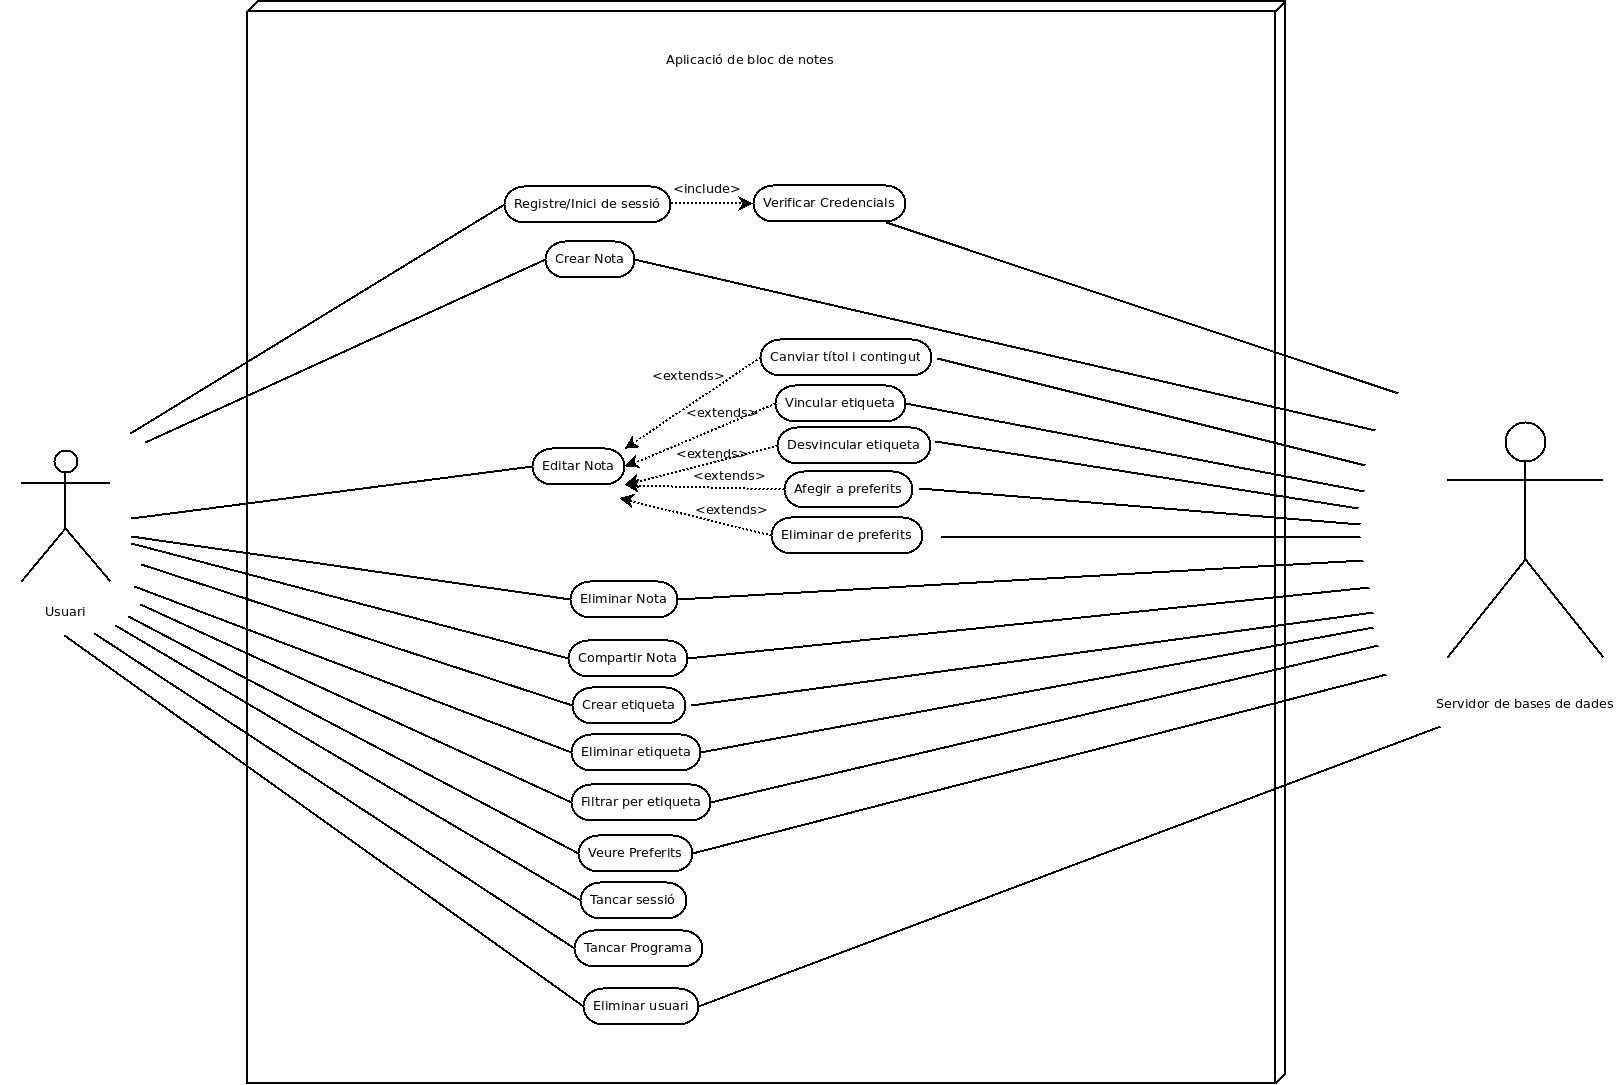 Aplicació de bloc de notes
Registre/Inici de sessió
<include>
Verificar Credencials
Crear Nota
Canviar títol i contingut
<extends>
Vincular etiqueta
<extends>
Desvincular etiqueta
<extends>
Editar Nota
<extends>
Afegir a preferits
<extends>
Eliminar de preferits
Eliminar Nota
Usuari
Compartir Nota
Crear etiqueta
Servidor de bases de dades
Eliminar etiqueta
Filtrar per etiqueta
Veure Preferits
Tancar sessió
Tancar Programa
Eliminar usuari